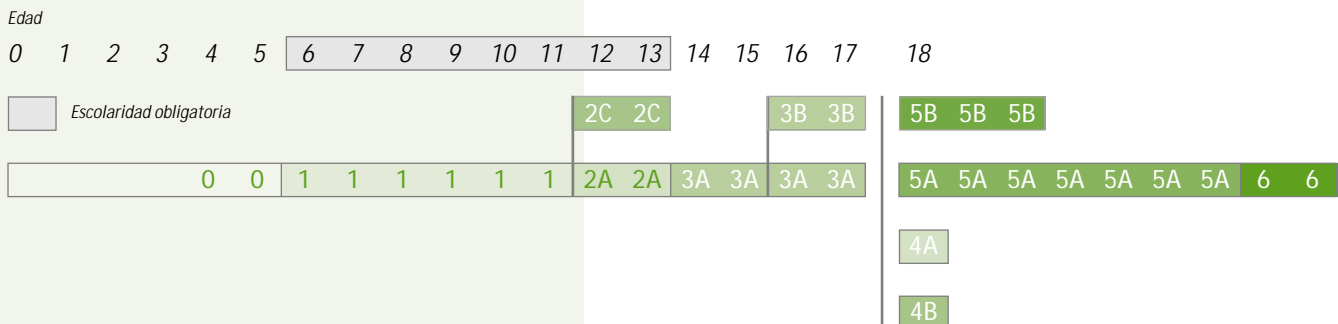 Edad
0 1 2 3 4 5 6 7 8 9 10 11 12 13 14 15 16 17 18
Escolaridad obligatoria 2C 2C 3B 3B 5B 5B 5B
0 0 1 1 1 1 1 1 2A 2A 3A 3A 3A 3A 5A 5A 5A 5A 5A 5A 5A 6 6
4A
4B